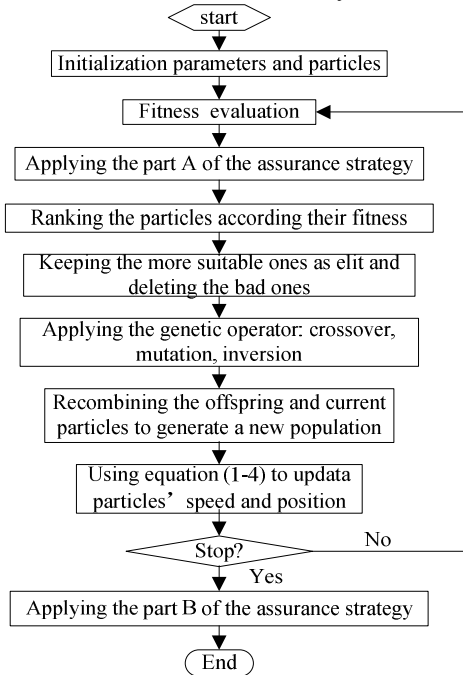 start
Initialization parameters and particles
Fitness evaluation
Applying the part A of the assurance strategy
Ranking the particles according their fitness
Keeping the more suitable ones as elit and
deleting the bad ones
Applying the genetic operator: crossover,
mutation, inversion
Recombining the offspring and current
particles to generate a new population
Using equation (1-4) to updata
particles’ speed and position
Stop?
No
Yes
Applying the part B of the assurance strategy
End